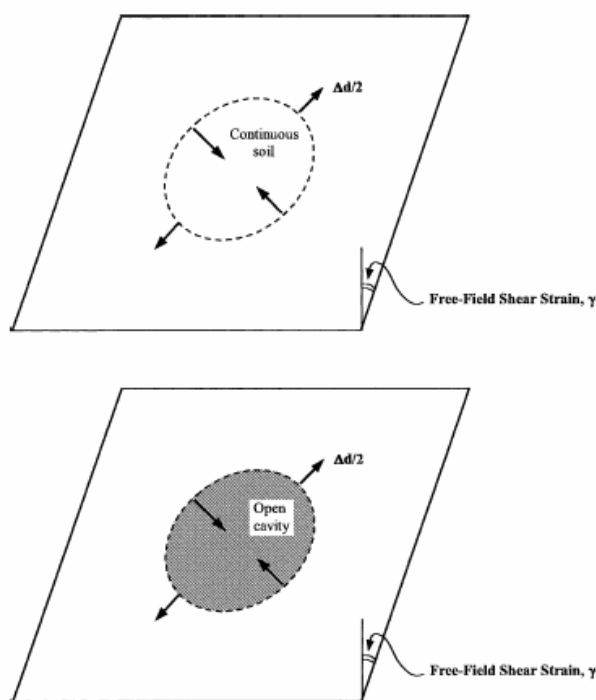 Δd/2
Continuous
soil
Free-Field Shear Strain, γ
Δd/2
Open
cavity
Free-Field Shear Strain, γ